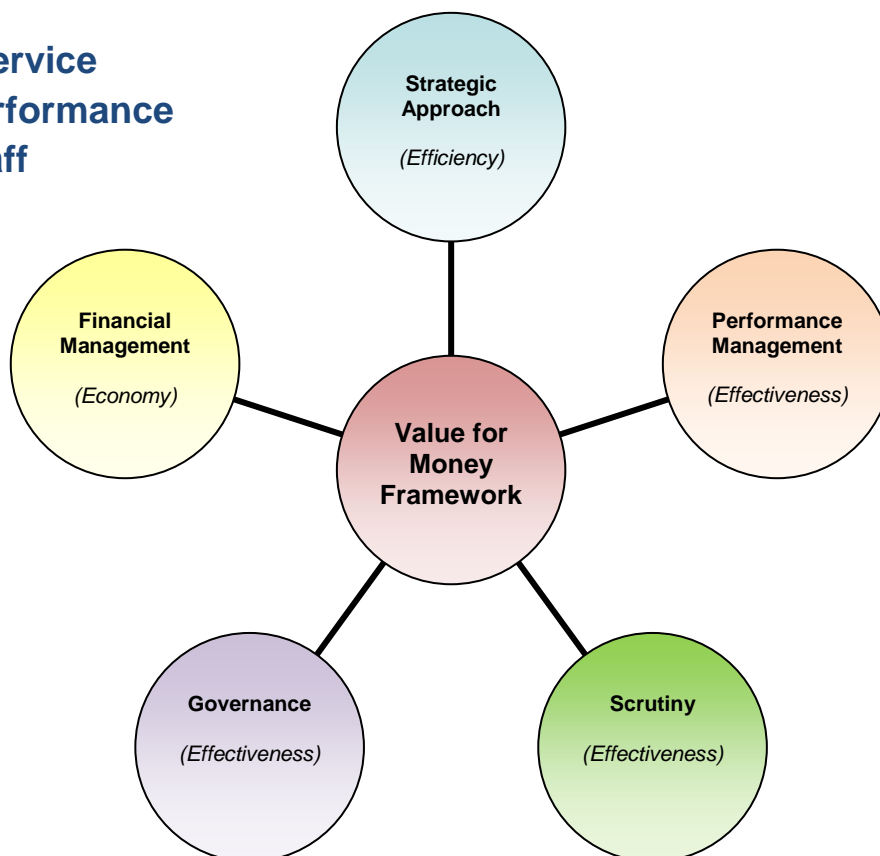 ervice
rformance
aff
Strategic
Approach
(Efficiency)
Financial
Management
(Economy)
Performance
Management
(Effectiveness)
Value for
Money
Framework
Governance
(Effectiveness)
Scrutiny
(Effectiveness)